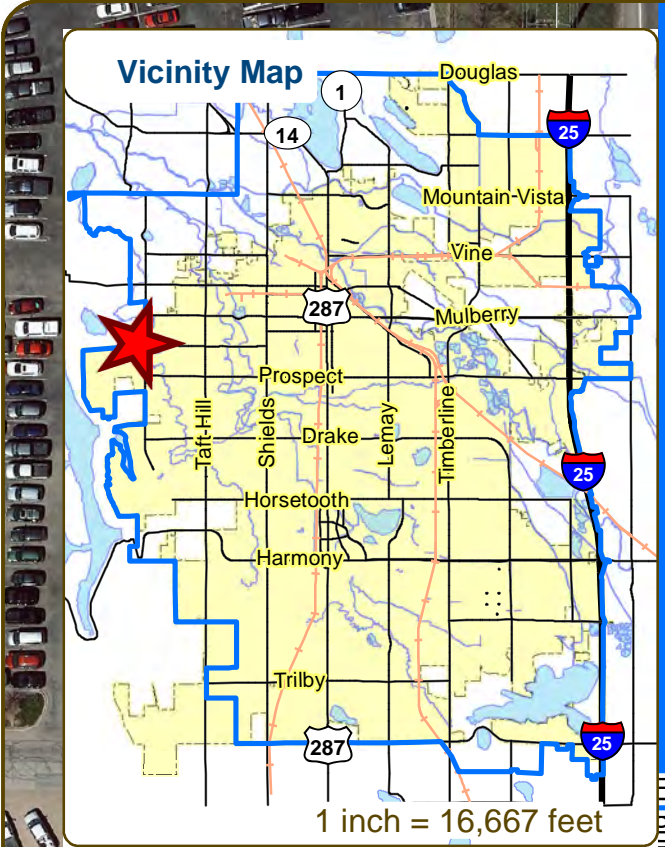 Vicinity Map
Douglas
1
14
25
Mountain-Vista
Vine
287
Mulberry
Prospect
Taft-Hill
Shields
Drake
Lemay
Timberline
25
Horsetooth
Harmony
Trilby
287
25
1 inch = 16,667 feet